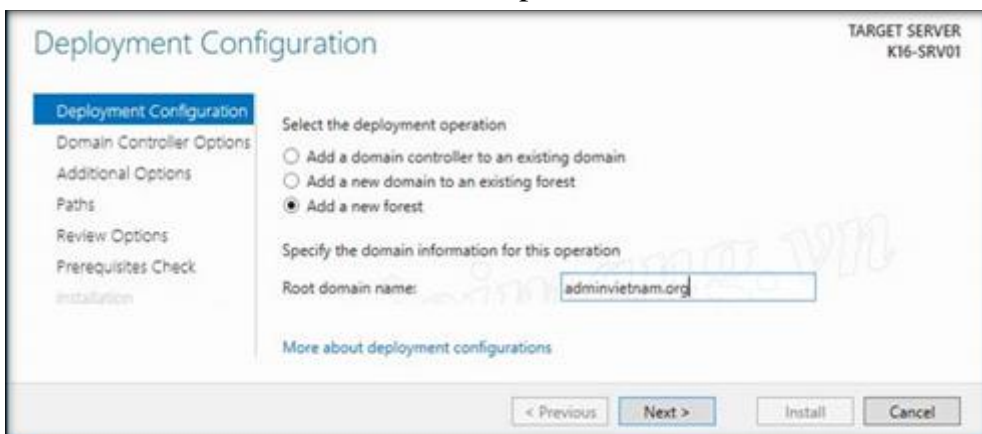 Deployment Configuration
TARGET SERVER
K16-SRV01
Deployment Configuration
Domain Controller Options
Additional Options
Paths
Review Options
Prerequisites Check
Installation
Select the deployment operation
Add a domain controller to an existing domain
Add a new domain to an existing forest
Add a new forest
Specify the domain information for this operation
Root domain name:
adminvietnam.org
More about deployment configurations
< Previous
Next >
Install
Cancel